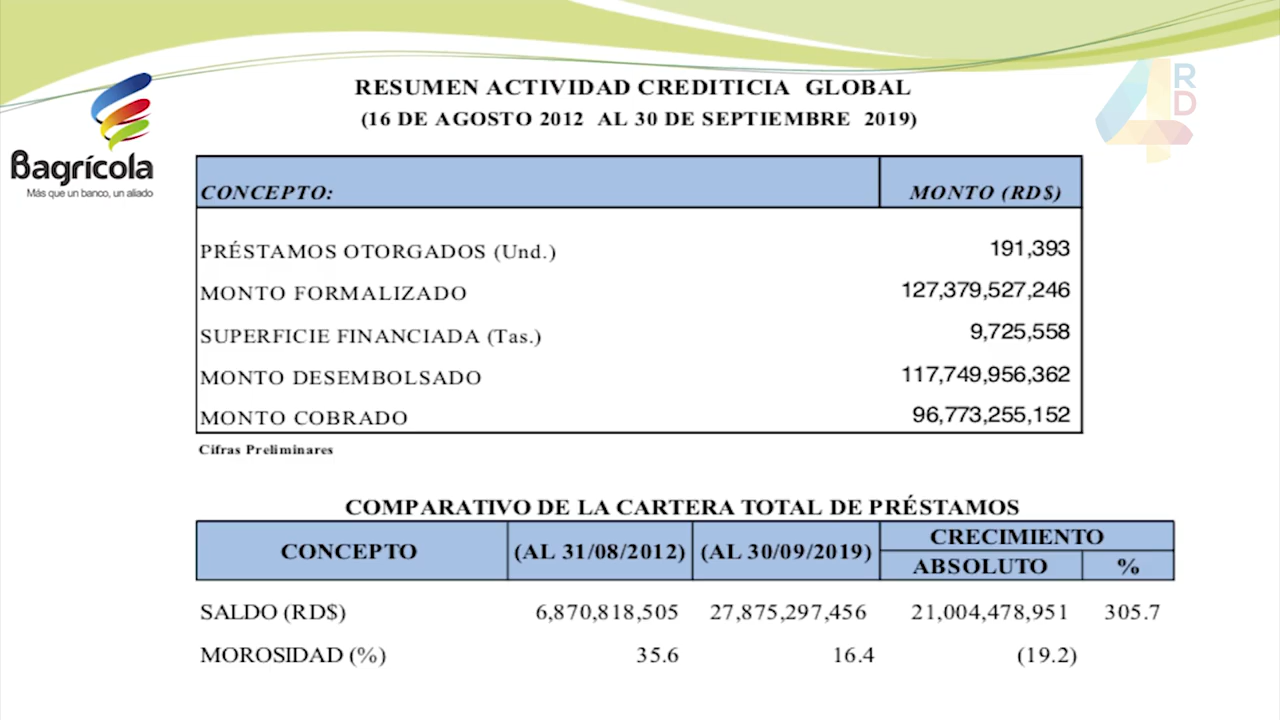 RESUMEN ACTIVIDAD CREDITICIA GLOBAL
(16 DE AGOSTO 2012 AL 30 DE SEPTIEMBRE 2019)
4 RD
Bagrícola
Más que un banco, un aliado
CONCEPTO: MONTO (RD$)
PRÉSTAMOS OTORGADOS (Und.) 191,393
MONTO FORMALIZADO 127,379,527,246
SUPERFICIE FINANCIADA (Tas.) 9,725,558
MONTO DESEMBOLSADO 117,749,956,362
MONTO COBRADO 96,773,255,152
Cifras Preliminares
COMPARATIVO DE LA CARTERA TOTAL DE PRÉSTAMOS
CONCEPTO (AL 31/08/2012) (AL 30/09/2019) CRECIMIENTO
ABSOLUTO %
SALDO (RD$) 6,870,818,505 27,875,297,456 21,004,478,951 305.7
MOROSIDAD (%) 35.6 16.4 (19.2)